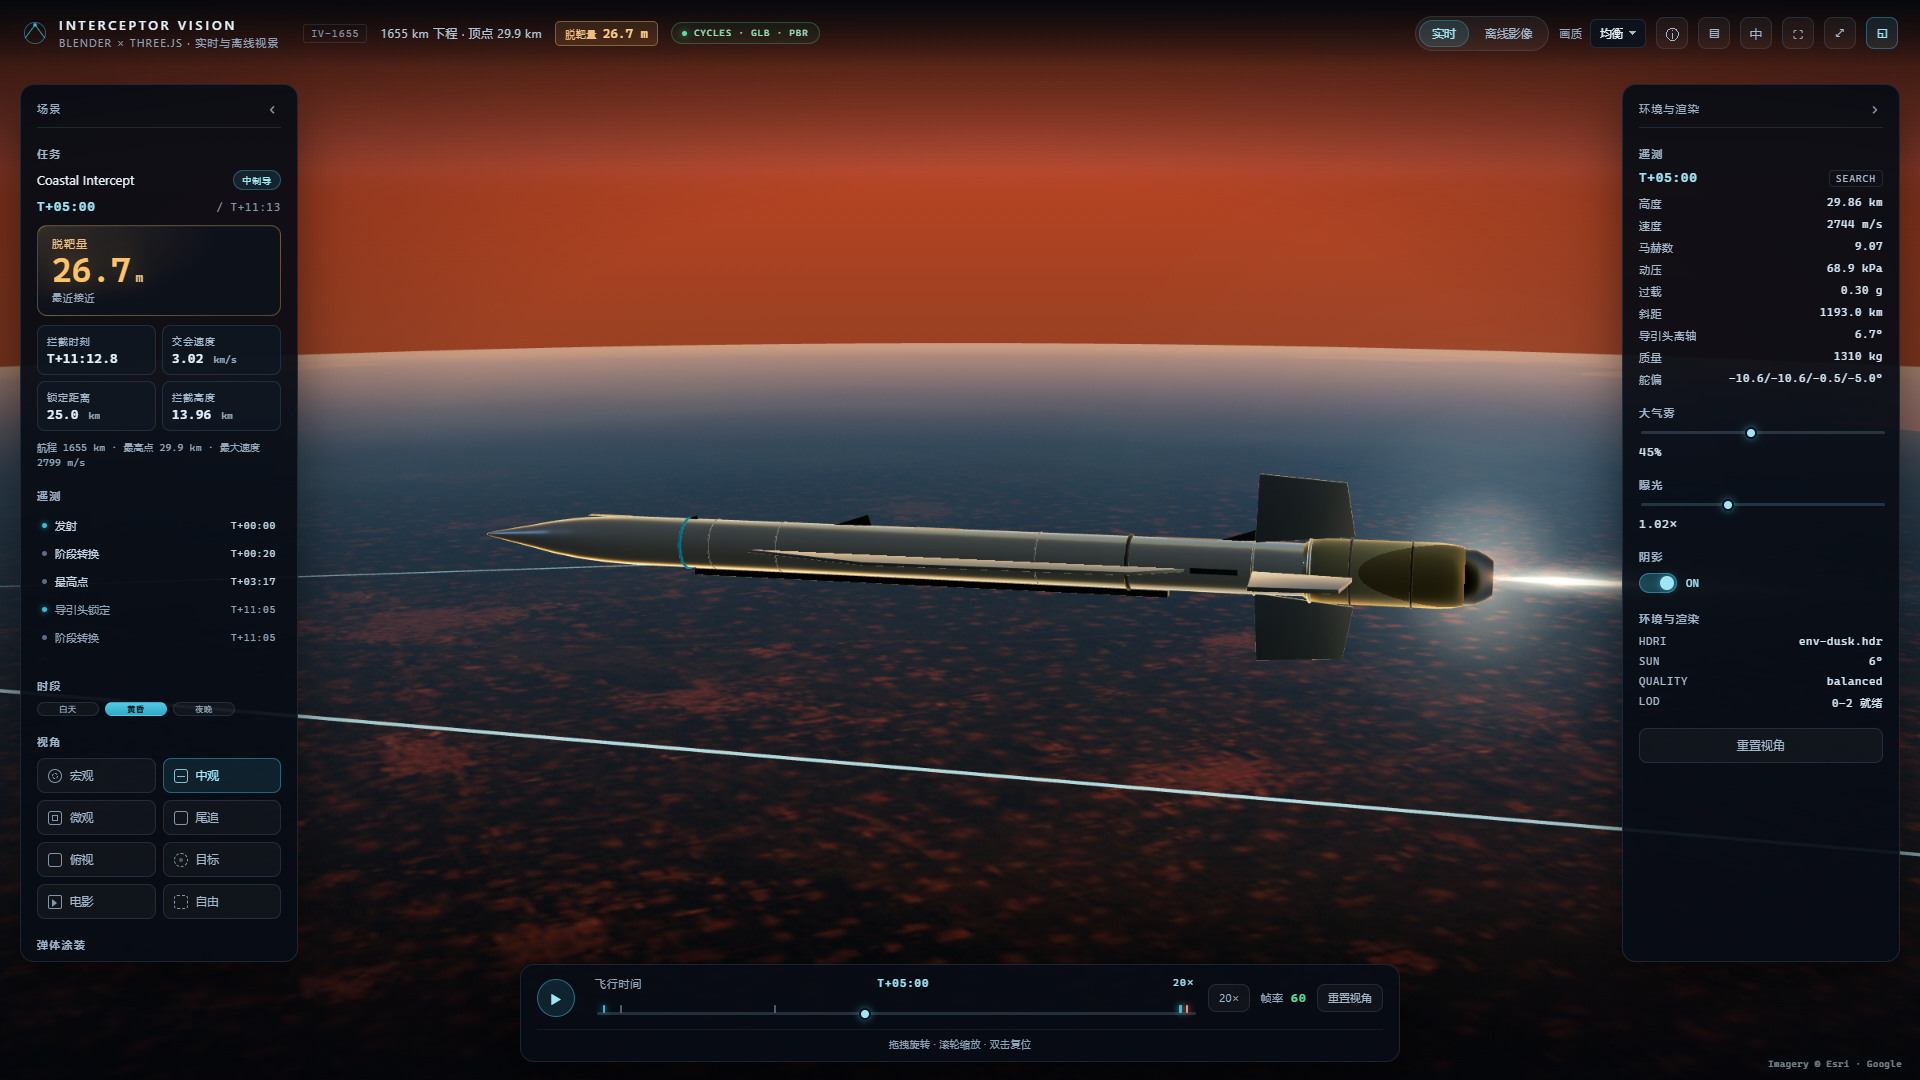 INTERCEPTOR VISION
BLENDER × THREE.JS · 实时与离线视景
IV-1655
1655 km 下程 · 顶点 29.9 km
脱靶量 26.7 m
CYCLES · GLB · PBR
实时
离线影像
画质
均衡
中
场景
任务
Coastal Intercept
中制导
T+05:00
/ T+11:13
脱靶量
26.7 m
最近接近
拦截时刻
T+11:12.8
交会速度
3.02 km/s
锁定距离
25.0 km
拦截高度
13.96 km
航程 1655 km · 最高点 29.9 km · 最大速度
2799 m/s
遥测
发射 T+00:00
阶段转换 T+00:20
最高点 T+03:17
导引头锁定 T+11:05
阶段转换 T+11:05
时段
白天
黄昏
夜晚
视角
宏观
中观
微观
尾追
俯视
目标
电影
自由
弹体涂装
环境与渲染
遥测
T+05:00
SEARCH
高度 29.86 km
速度 2744 m/s
马赫数 9.07
动压 68.9 kPa
过载 0.30 g
斜距 1193.0 km
导引头离轴 6.7°
质量 1310 kg
舵偏 −10.6/−10.6/−0.5/−5.0°
大气雾
45%
曝光
1.02×
阴影
ON
环境与渲染
HDRI env-dusk.hdr
SUN 6°
QUALITY balanced
LOD 0–2 就绪
重置视角
飞行时间
T+05:00
20×
20×
帧率 60
重置视角
拖拽旋转 · 滚轮缩放 · 双击复位
Imagery © Esri · Google